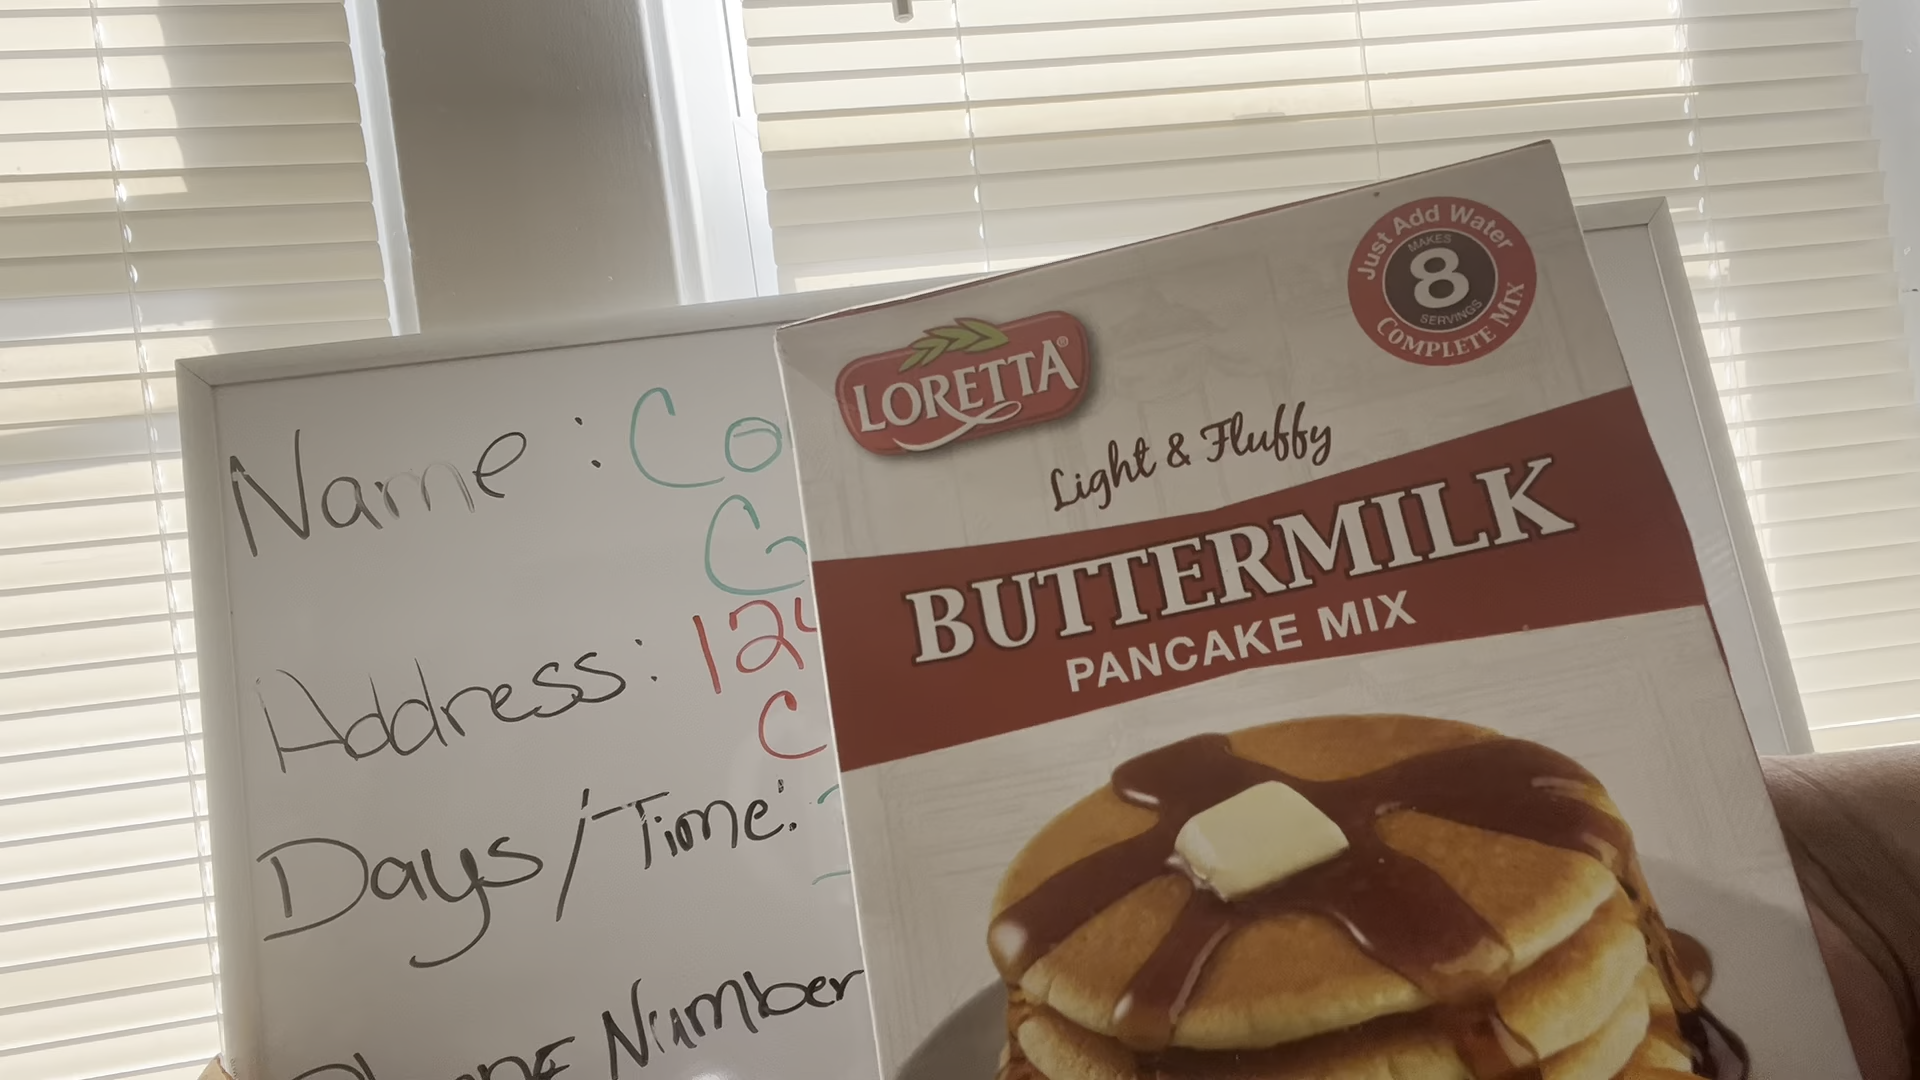 Name: Co
G
Address: 124
C
Days/Time:
Phone Number
LORETTA®
Just Add Water
MAKES
8
SERVINGS
COMPLETE MIX
Light & Fluffy
BUTTERMILK
PANCAKE MIX